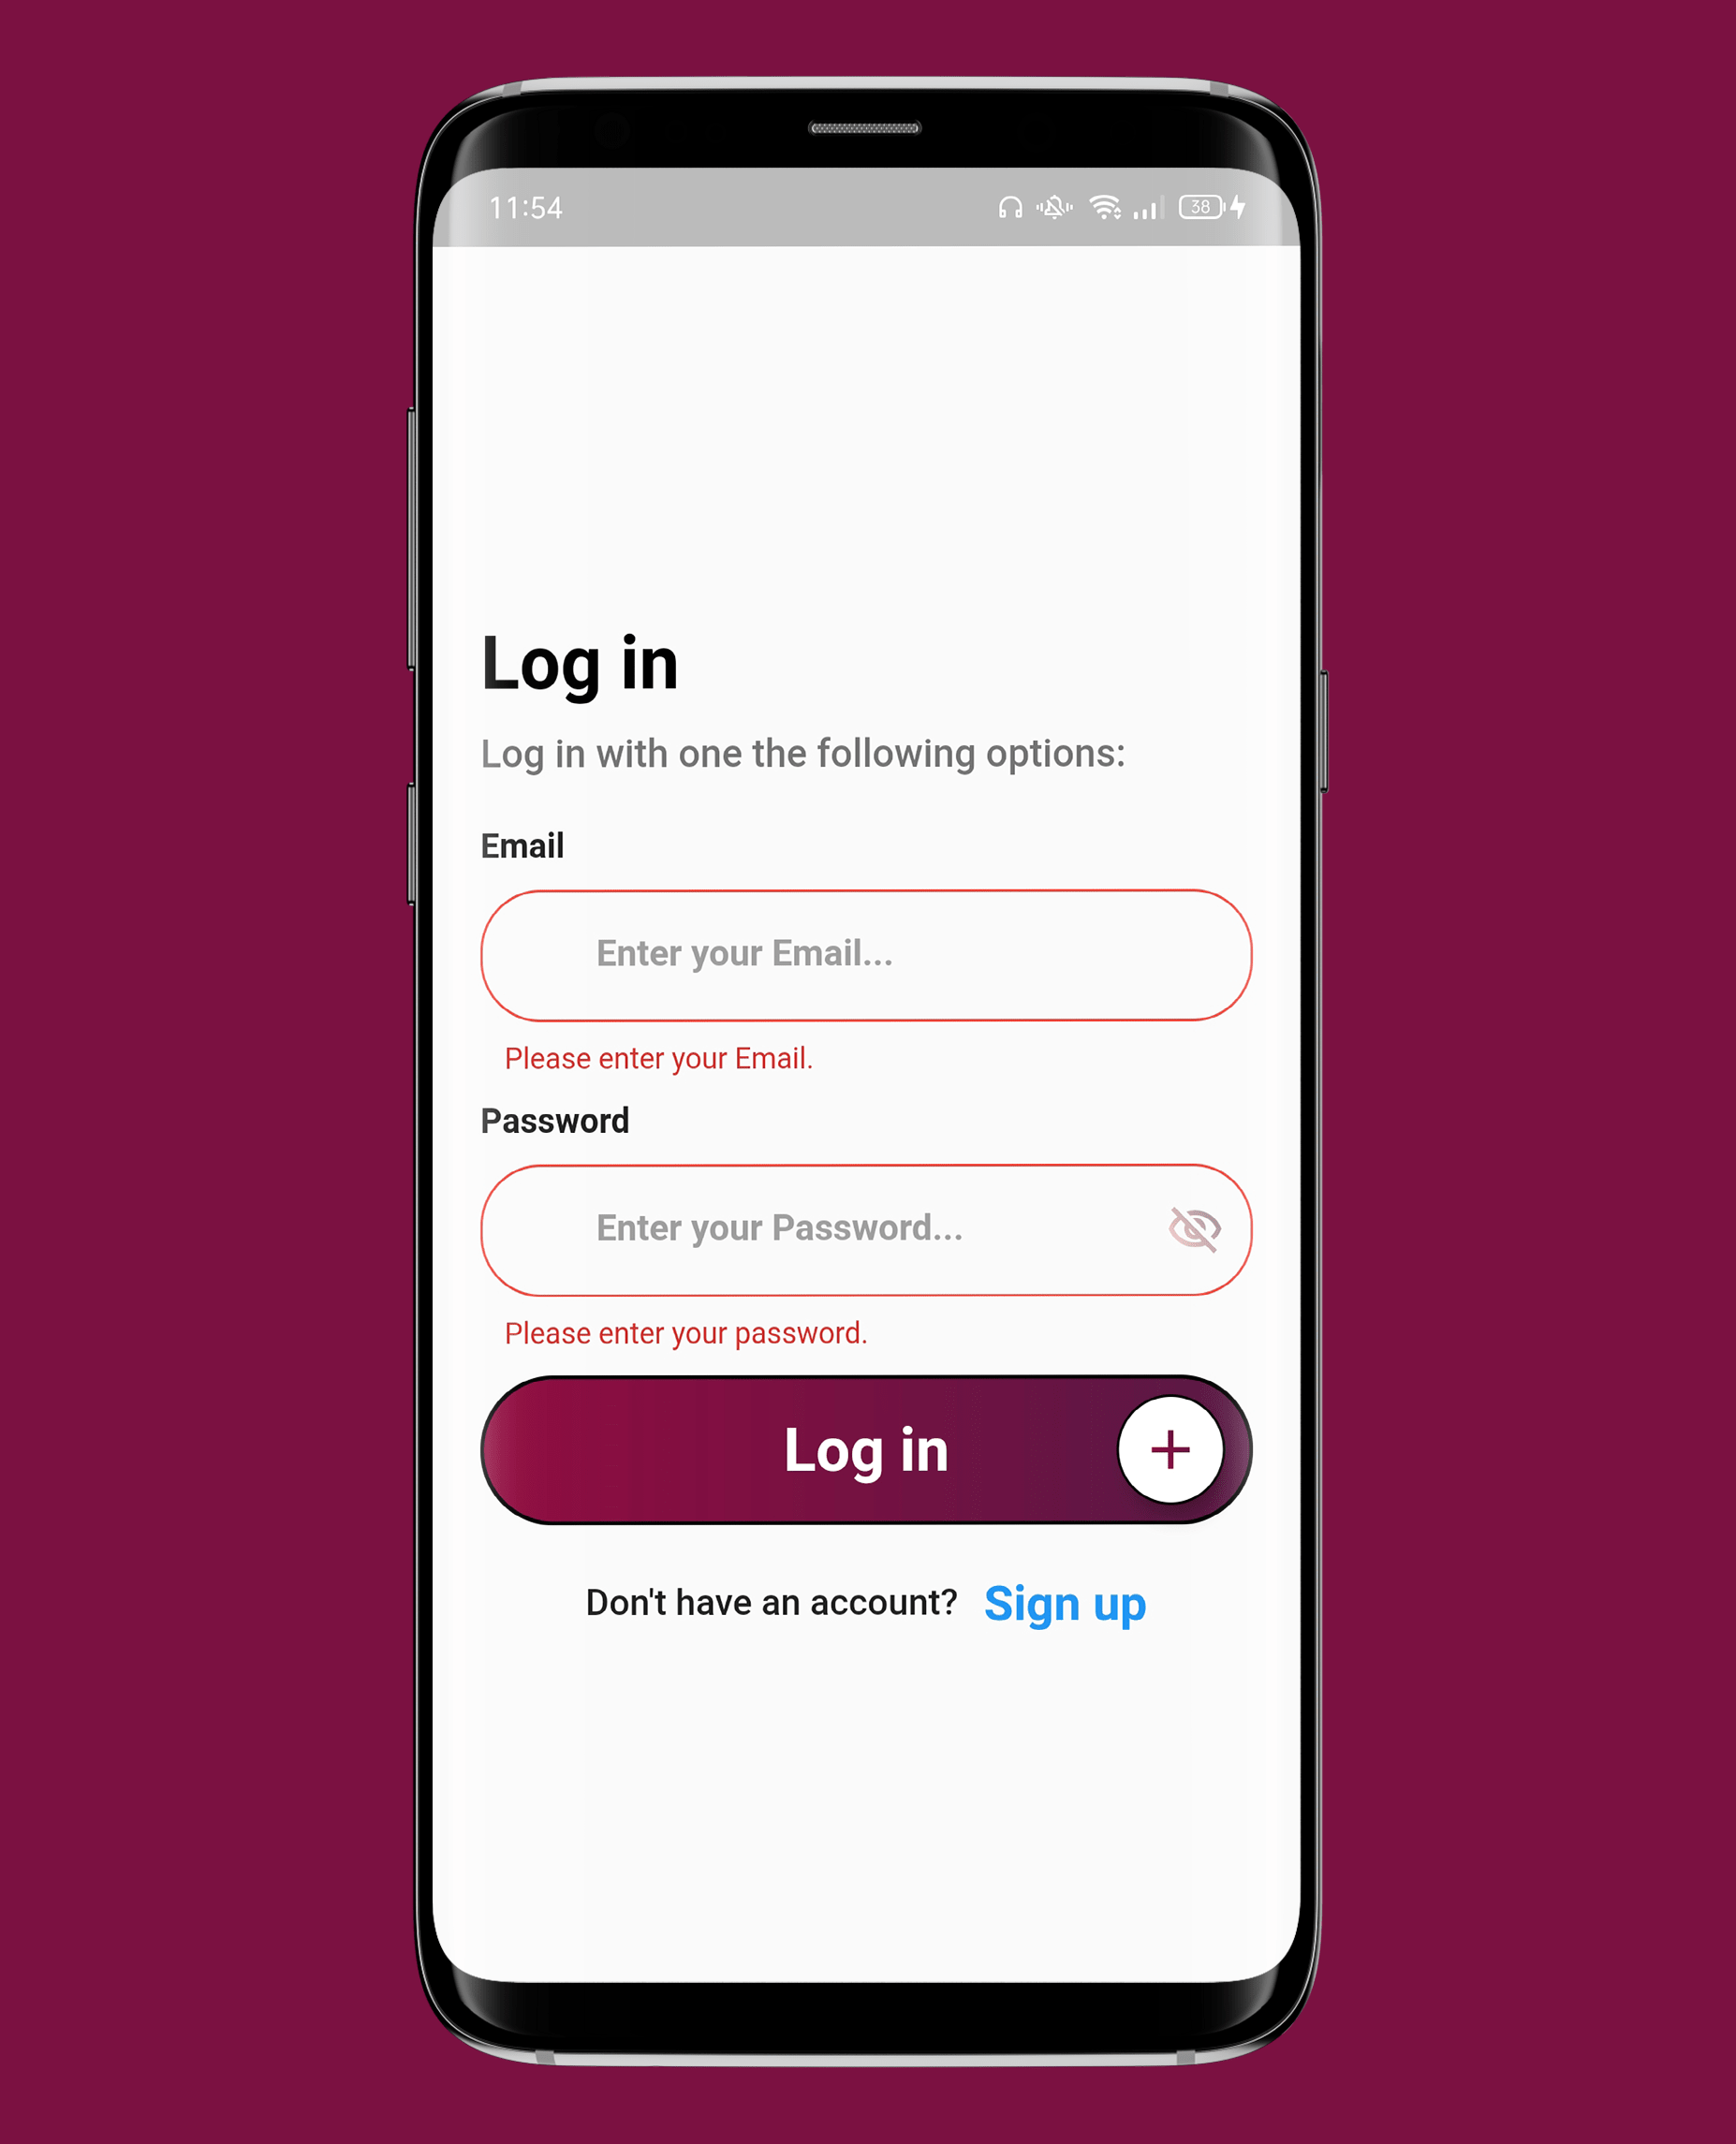 11:54
38
Log in
Log in with one the following options:
Email
Enter your Email...
Please enter your Email.
Password
Enter your Password...
Please enter your password.
Log in
Don't have an account? Sign up